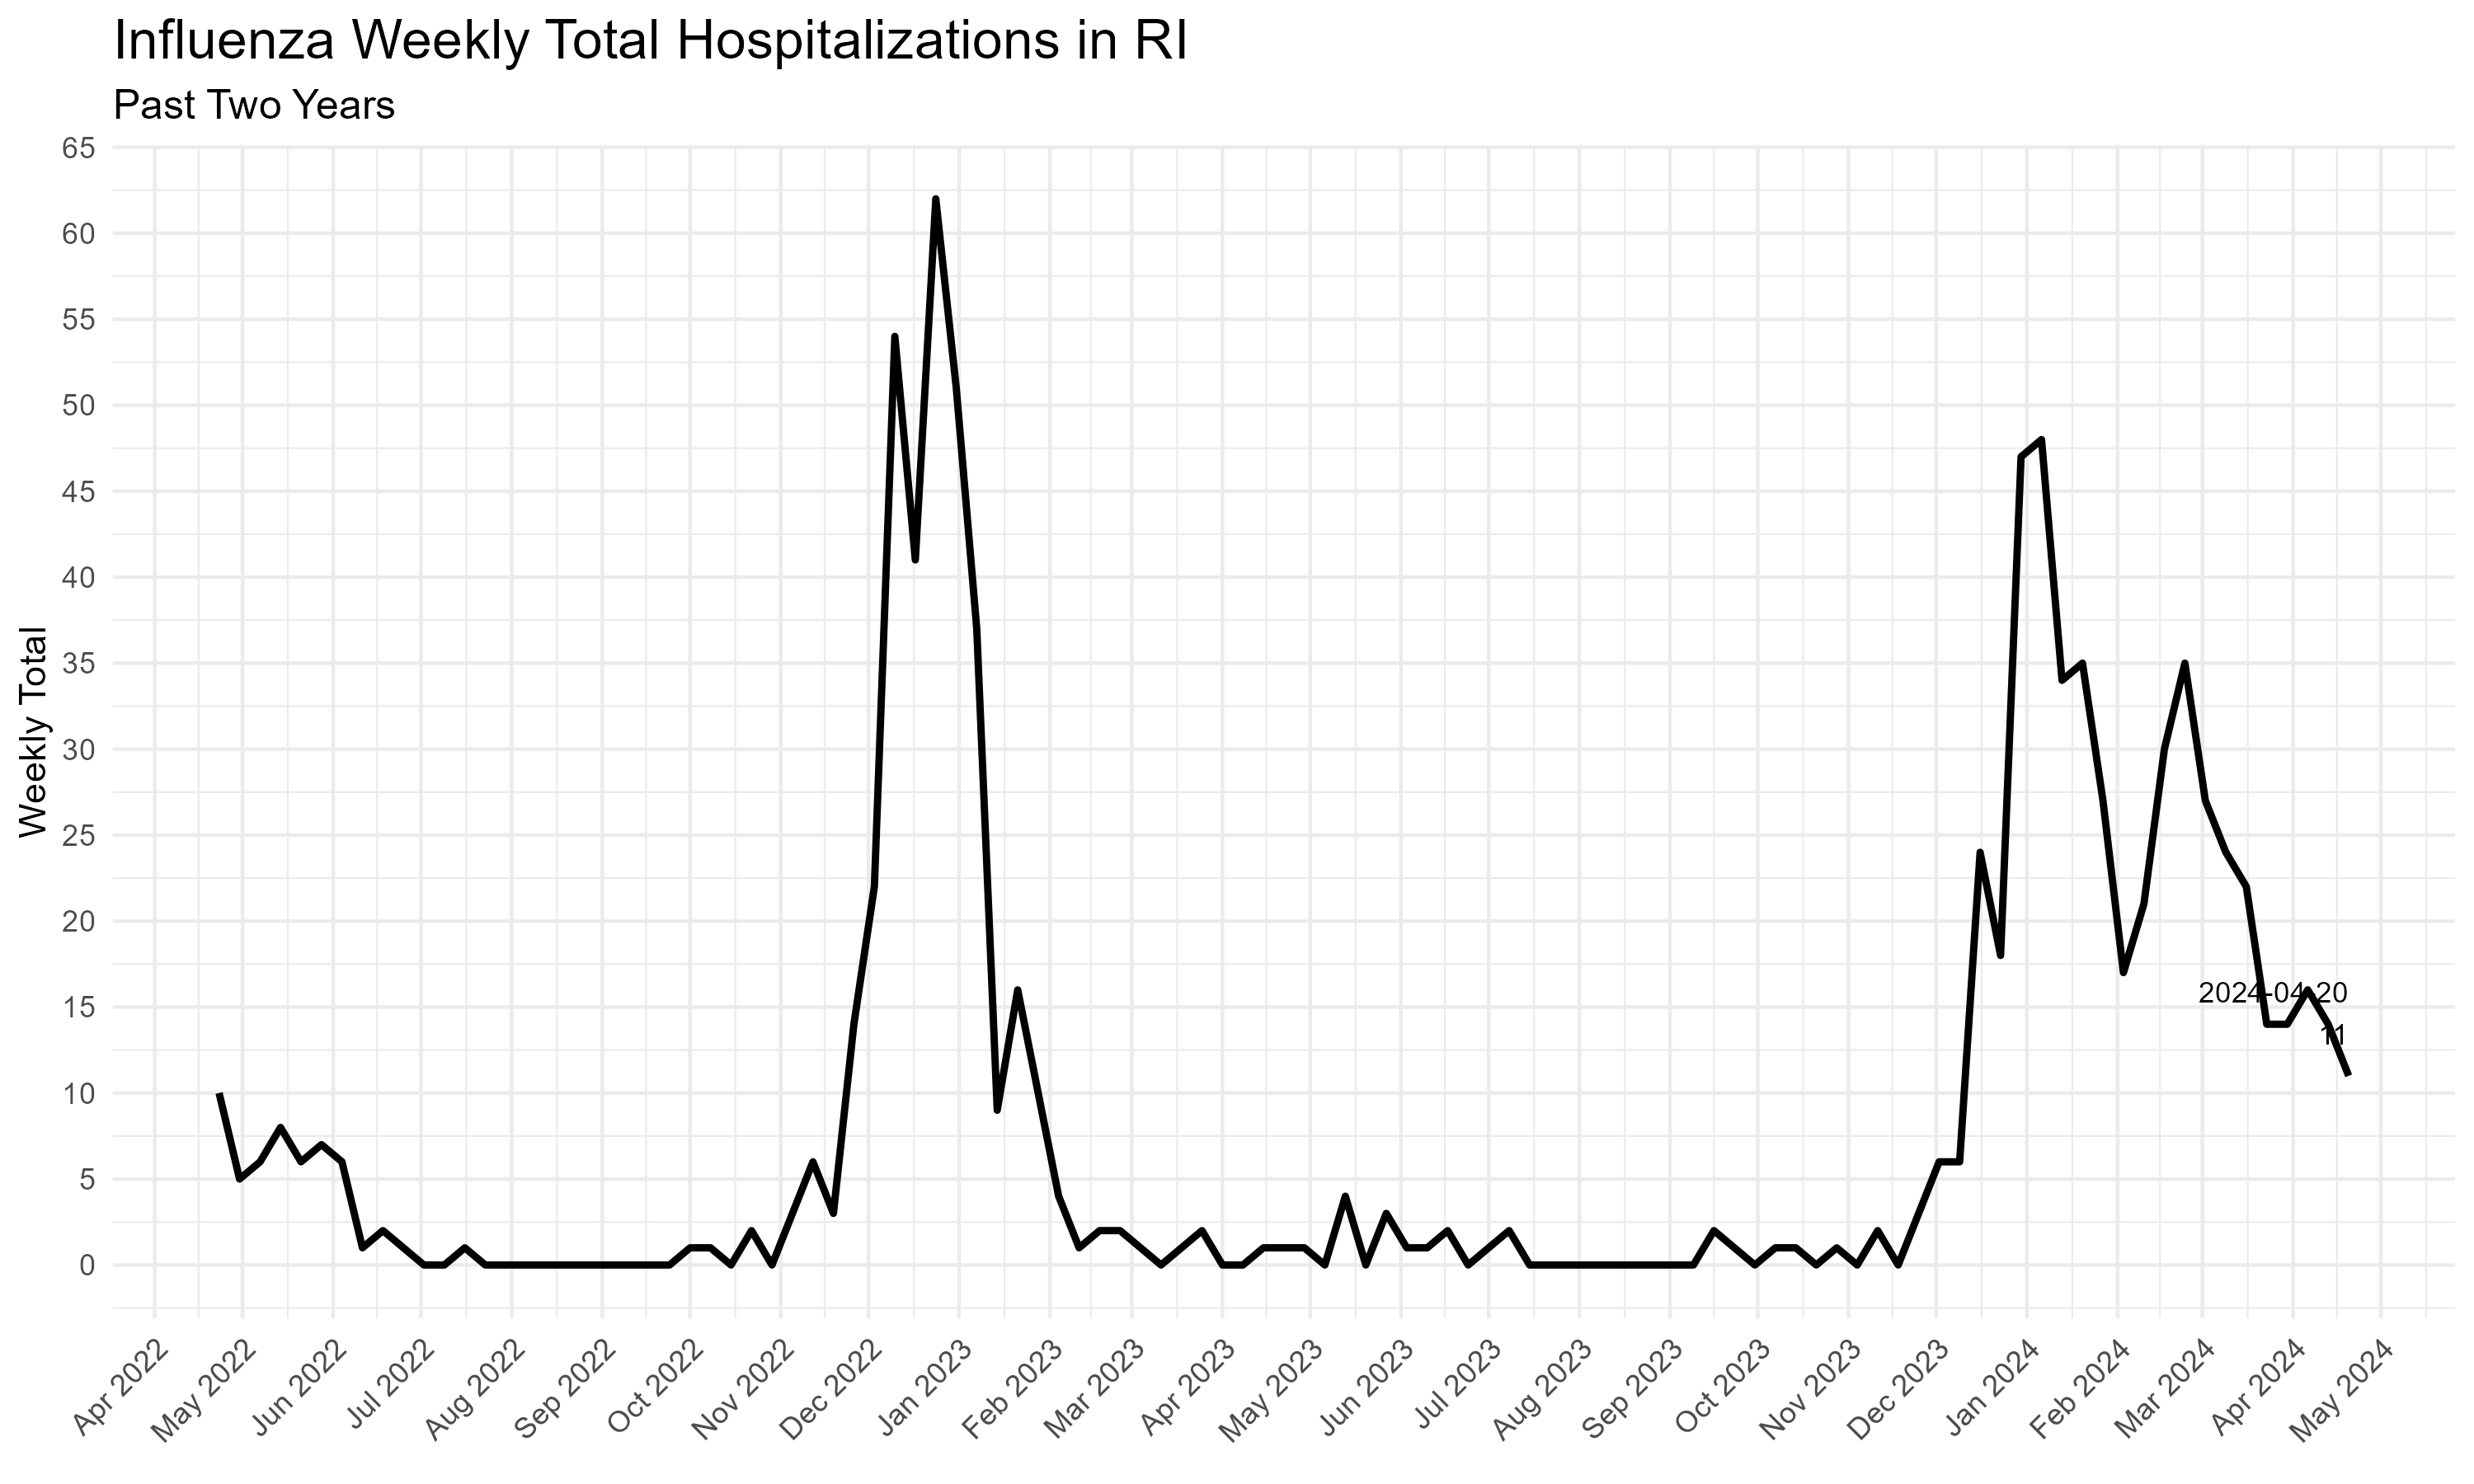 Influenza Weekly Total Hospitalizations in RI
Past Two Years
65
60
55
50
45
40
35
30
25
20
15
10
5
0
Weekly Total
2024-04-20
11
Apr 2022
May 2022
Jun 2022
Jul 2022
Aug 2022
Sep 2022
Oct 2022
Nov 2022
Dec 2022
Jan 2023
Feb 2023
Mar 2023
Apr 2023
May 2023
Jun 2023
Jul 2023
Aug 2023
Sep 2023
Oct 2023
Nov 2023
Dec 2023
Jan 2024
Feb 2024
Mar 2024
Apr 2024
May 2024